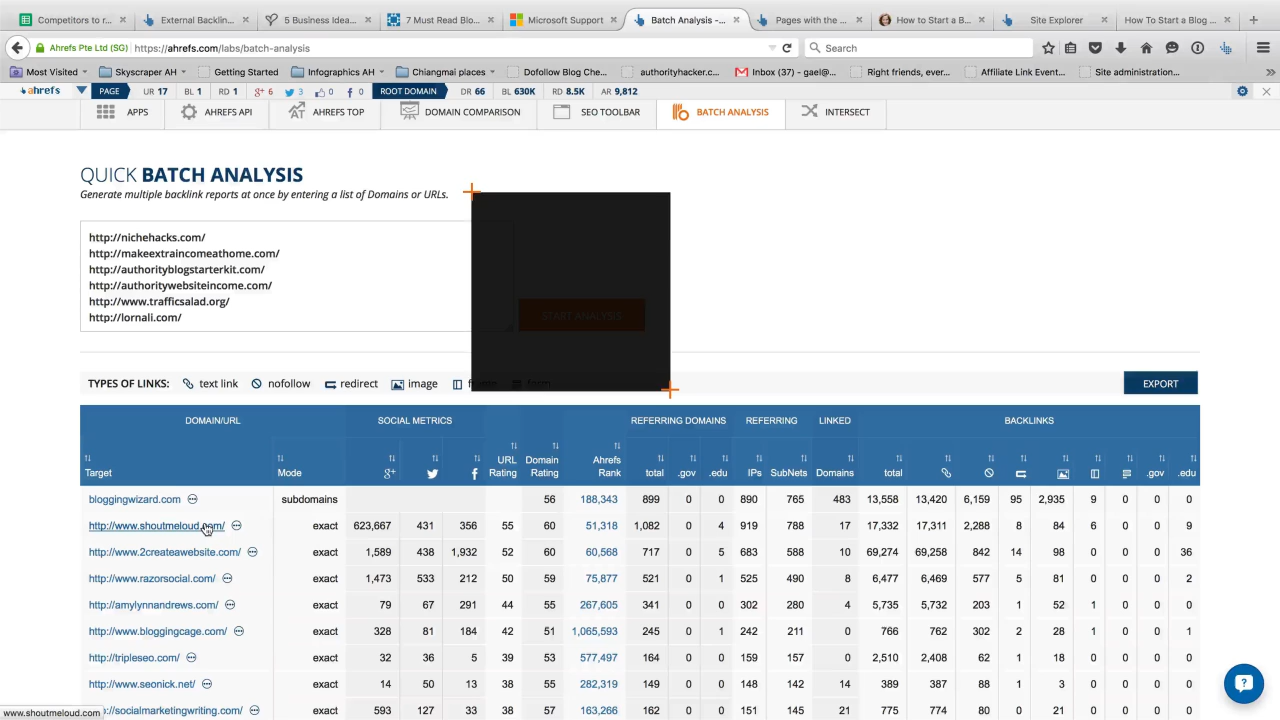 Competitors to r...
External Backlin...
5 Business Idea...
7 Must Read Blo...
Microsoft Support
Batch Analysis -...
Pages with the ...
How to Start a B...
Site Explorer
How To Start a Blog ...
Ahrefs Pte Ltd (SG)
https://ahrefs.com/labs/batch-analysis
Search
Most Visited
Skyscraper AH
Getting Started
Infographics AH
Chiangmai places
Dofollow Blog Che...
authorityhacker.c...
Inbox (37) - gael@...
Right friends, ever...
Affiliate Link Event...
Site administration...
ahrefs PAGE UR 17 BL 1 RD 1 6 3 0 0 ROOT DOMAIN DR 66 BL 630K RD 8.5K AR 9,812
APPS AHREFS API AHREFS TOP DOMAIN COMPARISON SEO TOOLBAR BATCH ANALYSIS INTERSECT
QUICK BATCH ANALYSIS
Generate multiple backlink reports at once by entering a list of Domains or URLs.
http://nichehacks.com/
http://makeextraincomeathome.com/
http://authorityblogstarterkit.com/
http://authoritywebsiteincome.com/
http://www.trafficsalad.org/
http://lornali.com/
START ANALYSIS
TYPES OF LINKS: text link nofollow redirect image frame form
EXPORT
DOMAIN/URL SOCIAL METRICS REFERRING DOMAINS REFERRING LINKED BACKLINKS
Target Mode URL Rating Domain Rating Ahrefs Rank total .gov .edu IPs SubNets Domains total .gov .edu
bloggingwizard.com subdomains 56 188,343 899 0 0 890 765 483 13,558 13,420 6,159 95 2,935 9 0 0 0
http://www.shoutmeloud.com/ exact 623,667 431 356 55 60 51,318 1,082 0 4 919 788 17 17,332 17,311 2,288 8 84 6 0 0 9
http://www.2createawebsite.com/ exact 1,589 438 1,932 52 60 60,568 717 0 5 683 588 10 69,274 69,258 842 14 98 0 0 0 36
http://www.razorsocial.com/ exact 1,473 533 212 50 59 75,877 521 0 1 525 490 8 6,477 6,469 577 5 81 0 0 0 2
http://amylynnandrews.com/ exact 79 67 291 44 55 267,605 341 0 0 302 280 4 5,735 5,732 203 1 52 1 0 0 0
http://www.bloggingcage.com/ exact 328 81 184 42 51 1,065,593 245 0 1 242 211 0 766 762 302 2 28 1 0 0 1
http://tripleseo.com/ exact 32 36 5 39 53 577,497 164 0 0 159 157 0 2,510 2,408 62 1 18 0 0 0 0
http://www.seonick.net/ exact 14 50 13 38 55 282,319 149 0 0 148 142 14 389 387 88 1 3 0 0 0 0
://socialmarketingwriting.com/ exact 593 127 33 38 57 163,266 162 0 0 151 145 21 775 774 80 0 21 0 0 0 0
www.shoutmeloud.com